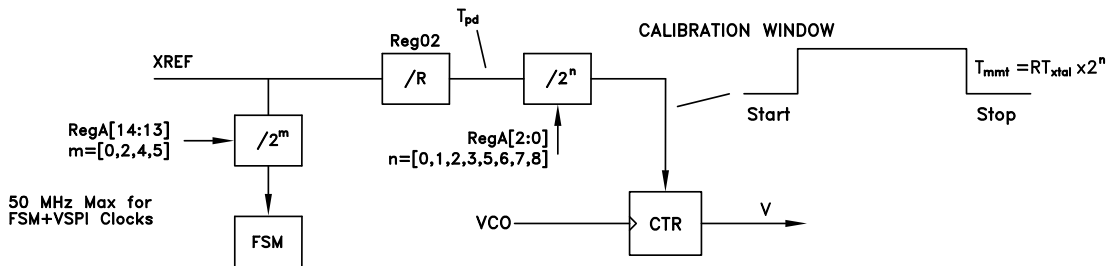 T_pd
CALIBRATION WINDOW
Reg02
XREF
/R
/2^n
T_mmt =RT_xtal x2^n
Start
Stop
RegA[14:13]
m=[0,2,4,5]
/2^m
RegA[2:0]
n=[0,1,2,3,5,6,7,8]
50 MHz Max for
FSM+VSPI Clocks
FSM
VCO
CTR
V